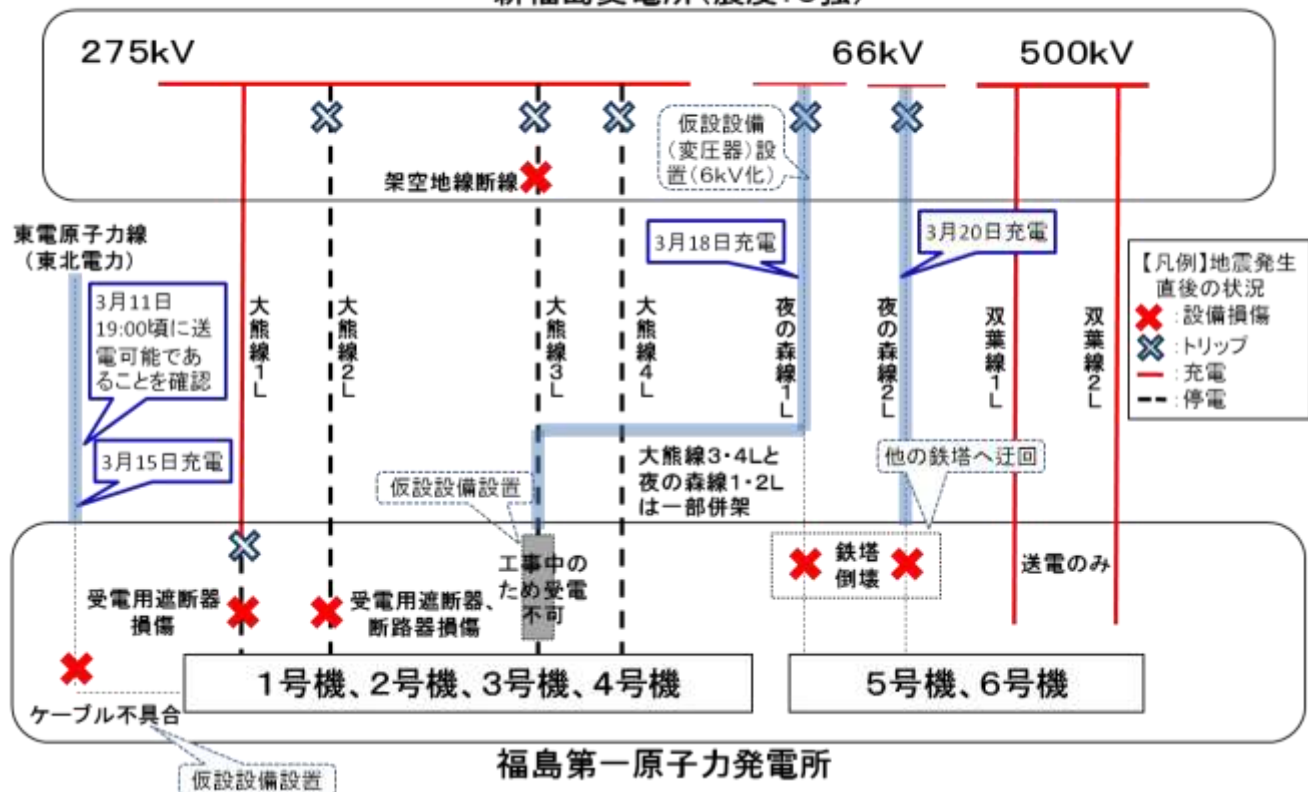 275kV
66kV
500kV
仮設設備
(変圧器)設
置(6kV化)
架空地線断線
東電原子力線
(東北電力)
3月18日充電
3月20日充電
3月11日
19:00頃に送
電可能であ
ることを確認
3月15日充電
大熊線1L
大熊線2L
大熊線3L
大熊線4L
夜の森線1L
夜の森線2L
双葉線1L
双葉線2L
【凡例】地震発生
直後の状況
:設備損傷
:トリップ
:充電
:停電
仮設設備設置
大熊線3・4Lと
夜の森線1・2L
は一部併架
他の鉄塔へ迂回
受電用遮断器
損傷
受電用遮断器、
断路器損傷
工事中の
ため受電
不可
鉄塔
倒壊
送電のみ
ケーブル不具合
1号機、2号機、3号機、4号機
5号機、6号機
仮設設備設置
福島第一原子力発電所